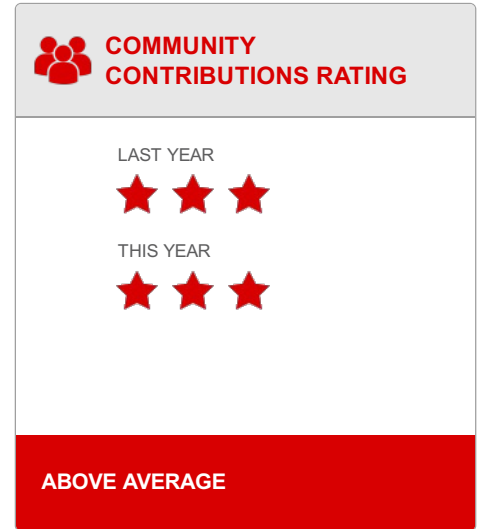 COMMUNITY
CONTRIBUTIONS RATING
LAST YEAR
THIS YEAR
ABOVE AVERAGE